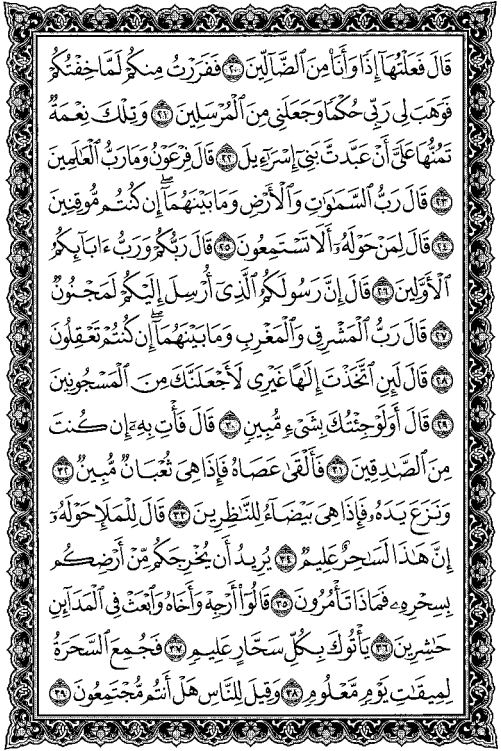 قَالَ فَعَلْتُهَآ إِذًا وَأَنَا۠ مِنَ ٱلضَّآلِّينَ ﴿٢٠﴾ فَفَرَرْتُ مِنكُمْ لَمَّا خِفْتُكُمْ
فَوَهَبَ لِى رَبِّى حُكْمًا وَجَعَلَنِى مِنَ ٱلْمُرْسَلِينَ ﴿٢١﴾ وَتِلْكَ نِعْمَةٌ
تَمُنُّهَا عَلَىَّ أَنْ عَبَّدتَّ بَنِىٓ إِسْرَٰٓءِيلَ ﴿٢٢﴾ قَالَ فِرْعَوْنُ وَمَا رَبُّ ٱلْعَٰلَمِينَ
﴿٢٣﴾ قَالَ رَبُّ ٱلسَّمَٰوَٰتِ وَٱلْأَرْضِ وَمَا بَيْنَهُمَآ ۖ إِن كُنتُم مُّوقِنِينَ
﴿٢٤﴾ قَالَ لِمَنْ حَوْلَهُۥٓ أَلَا تَسْتَمِعُونَ ﴿٢٥﴾ قَالَ رَبُّكُمْ وَرَبُّ ءَابَآئِكُمُ
ٱلْأَوَّلِينَ ﴿٢٦﴾ قَالَ إِنَّ رَسُولَكُمُ ٱلَّذِىٓ أُرْسِلَ إِلَيْكُمْ لَمَجْنُونٌ
﴿٢٧﴾ قَالَ رَبُّ ٱلْمَشْرِقِ وَٱلْمَغْرِبِ وَمَا بَيْنَهُمَآ ۖ إِن كُنتُمْ تَعْقِلُونَ
﴿٢٨﴾ قَالَ لَئِنِ ٱتَّخَذْتَ إِلَٰهًا غَيْرِى لَأَجْعَلَنَّكَ مِنَ ٱلْمَسْجُونِينَ
﴿٢٩﴾ قَالَ أَوَلَوْ جِئْتُكَ بِشَىْءٍ مُّبِينٍ ﴿٣٠﴾ قَالَ فَأْتِ بِهِۦٓ إِن كُنتَ
مِنَ ٱلصَّٰدِقِينَ ﴿٣١﴾ فَأَلْقَىٰ عَصَاهُ فَإِذَا هِىَ ثُعْبَانٌ مُّبِينٌ ﴿٣٢﴾
وَنَزَعَ يَدَهُۥ فَإِذَا هِىَ بَيْضَآءُ لِلنَّٰظِرِينَ ﴿٣٣﴾ قَالَ لِلْمَلَإِ حَوْلَهُۥٓ
إِنَّ هَٰذَا لَسَٰحِرٌ عَلِيمٌ ﴿٣٤﴾ يُرِيدُ أَن يُخْرِجَكُم مِّنْ أَرْضِكُم
بِسِحْرِهِۦ فَمَاذَا تَأْمُرُونَ ﴿٣٥﴾ قَالُوٓا۟ أَرْجِهْ وَأَخَاهُ وَٱبْعَثْ فِى ٱلْمَدَآئِنِ
حَٰشِرِينَ ﴿٣٦﴾ يَأْتُوكَ بِكُلِّ سَحَّارٍ عَلِيمٍ ﴿٣٧﴾ فَجُمِعَ ٱلسَّحَرَةُ
لِمِيقَٰتِ يَوْمٍ مَّعْلُومٍ ﴿٣٨﴾ وَقِيلَ لِلنَّاسِ هَلْ أَنتُم مُّجْتَمِعُونَ ﴿٣٩﴾